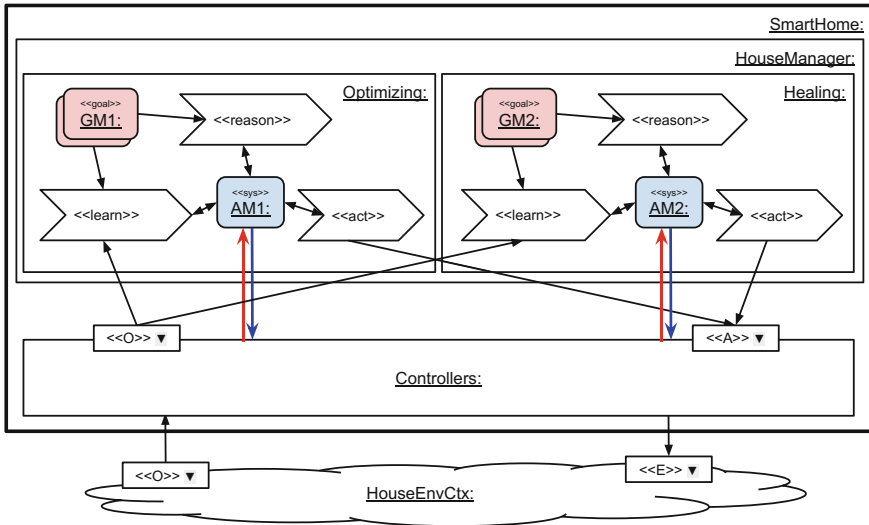 SmartHome:
HouseManager:
Optimizing:
<<goal>>
GM1:
<<reason>>
<<learn>>
<<sys>>
AM1:
<<act>>
Healing:
<<goal>>
GM2:
<<reason>>
<<learn>>
<<sys>>
AM2:
<<act>>
<<O>> ▼
<<A>> ▼
Controllers:
<<O>> ▼
<<E>> ▼
HouseEnvCtx: